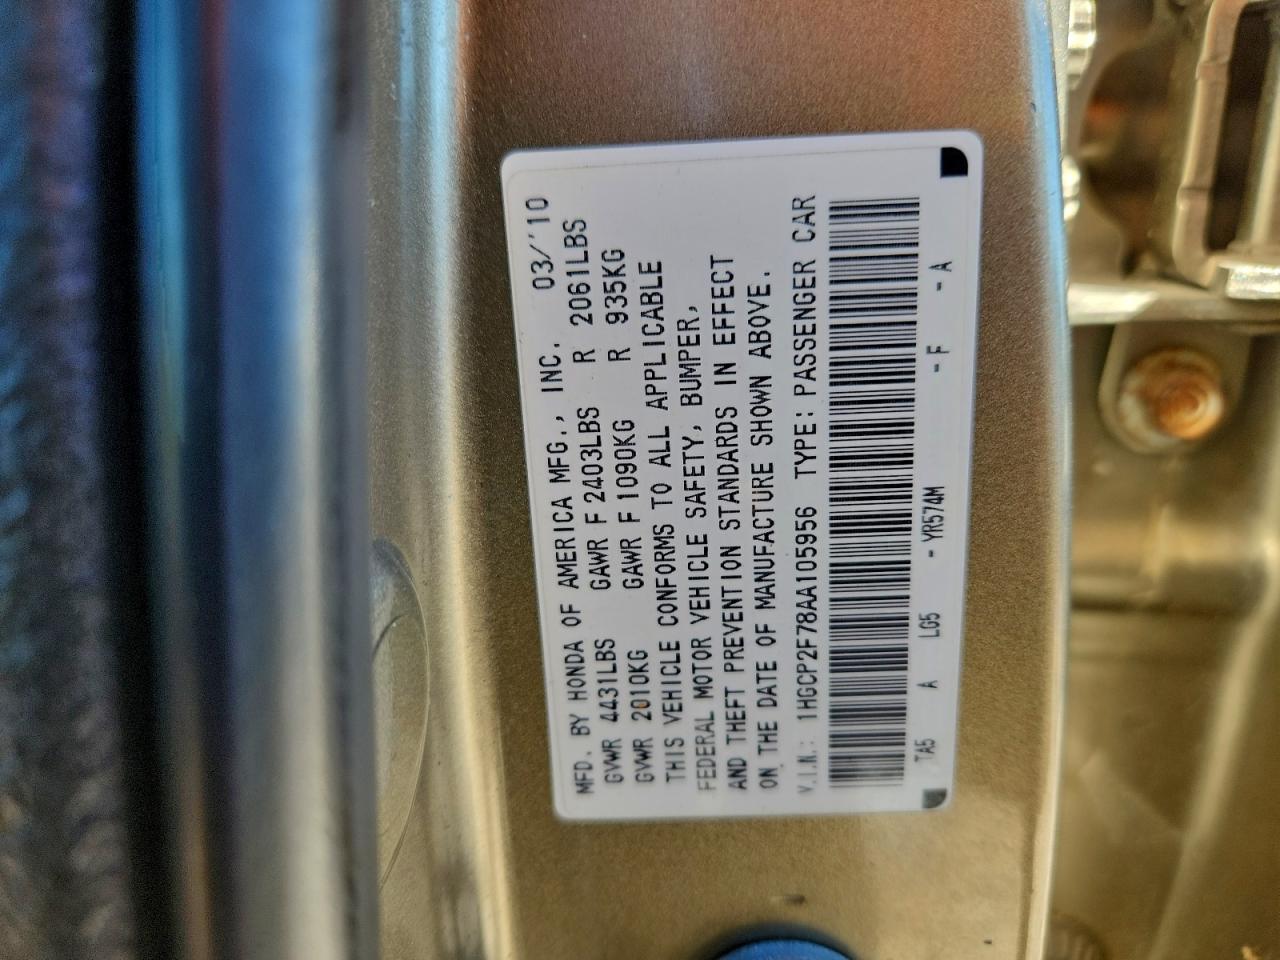 MFD. BY HONDA OF AMERICA MFG., INC. 03/'10
GVWR 4431LBS GAWR F 2403LBS R 2061LBS
GVWR 2010KG GAWR F 1090KG R 935KG
THIS VEHICLE CONFORMS TO ALL APPLICABLE
FEDERAL MOTOR VEHICLE SAFETY, BUMPER,
AND THEFT PREVENTION STANDARDS IN EFFECT
ON THE DATE OF MANUFACTURE SHOWN ABOVE.
V.I.N.: 1HGCP2F78AA105956 TYPE: PASSENGER CAR
TA5 A LG5 - YR574M - F - A